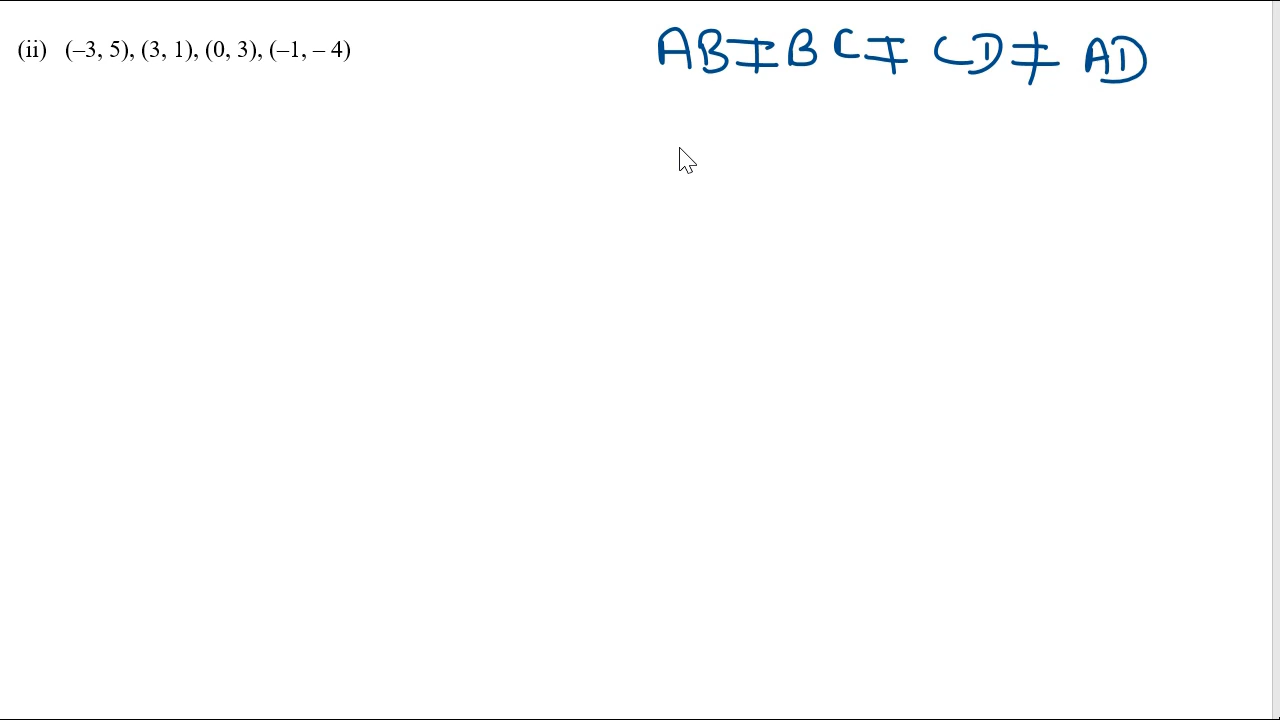 (ii) (–3, 5), (3, 1), (0, 3), (–1, – 4)
AB ≠ BC ≠ CD ≠ AD